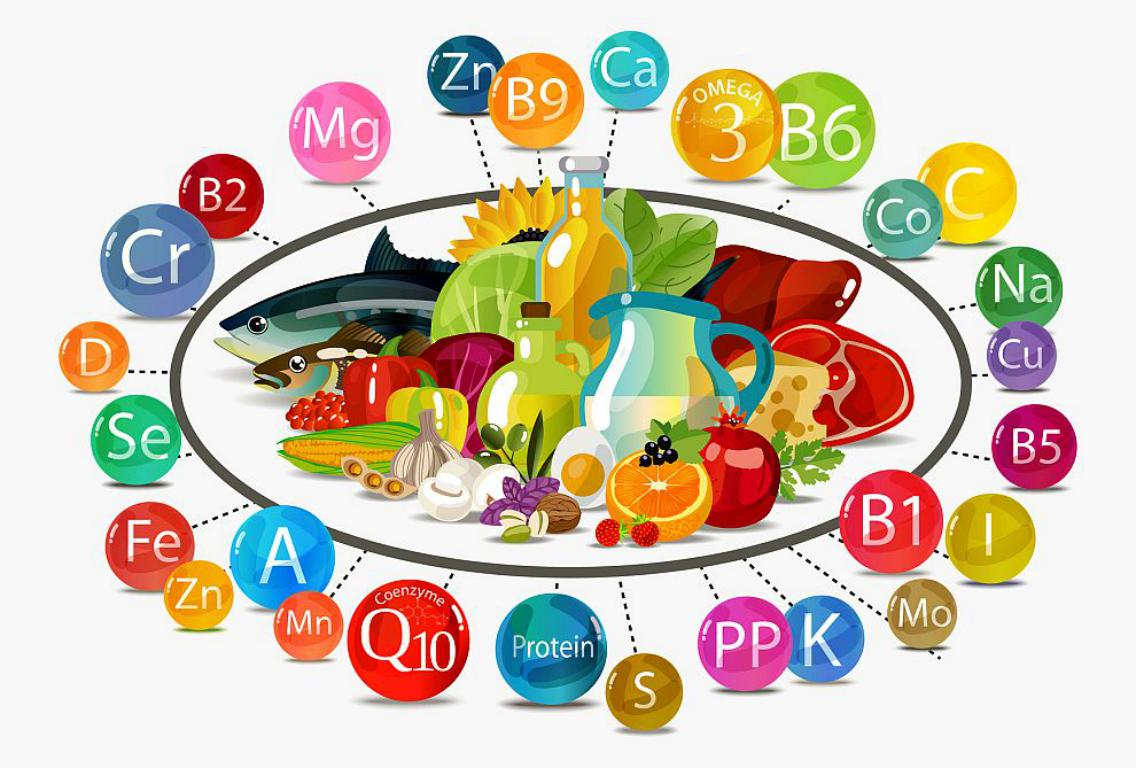 Zn
B9
Ca
Mg
OMEGA
3
B6
B2
Co
C
Cr
Na
D
Cu
Se
B5
Fe
A
B1
I
Zn
Mn
Coenzyme
Q10
Protein
S
PP
K
Mo